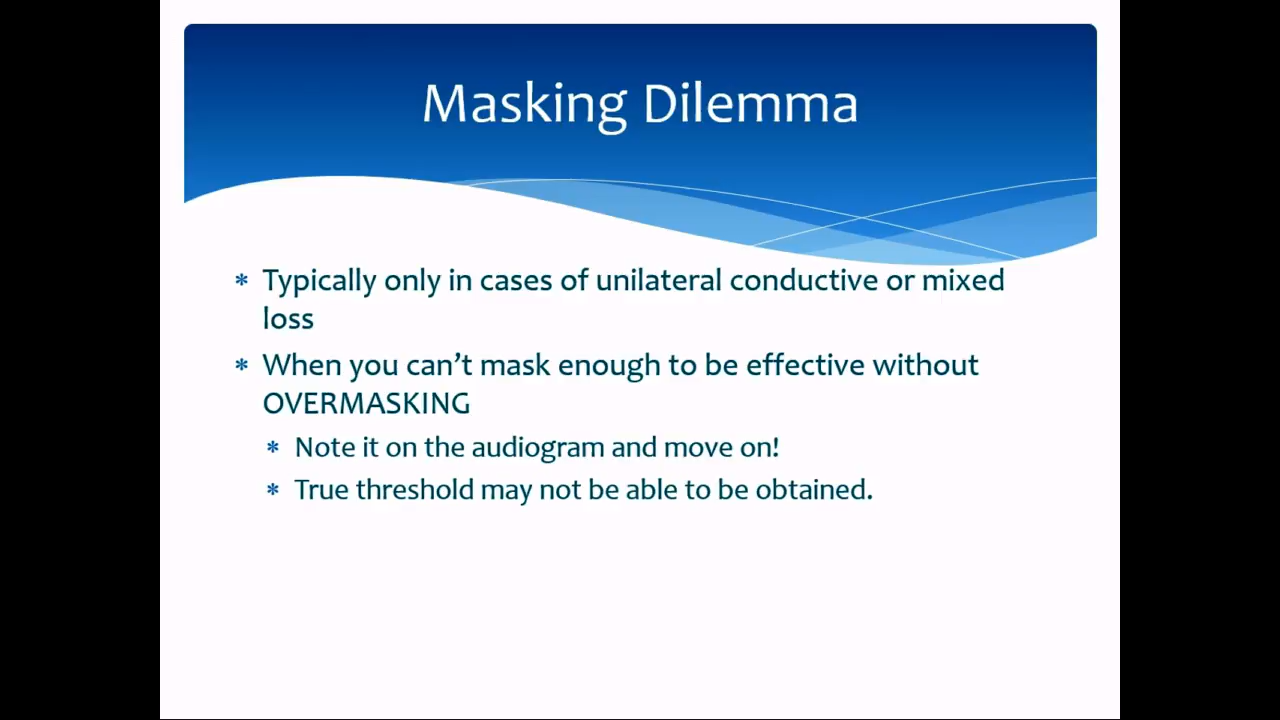 Masking Dilemma
* Typically only in cases of unilateral conductive or mixed
loss
* When you can't mask enough to be effective without
OVERMASKING
* Note it on the audiogram and move on!
* True threshold may not be able to be obtained.